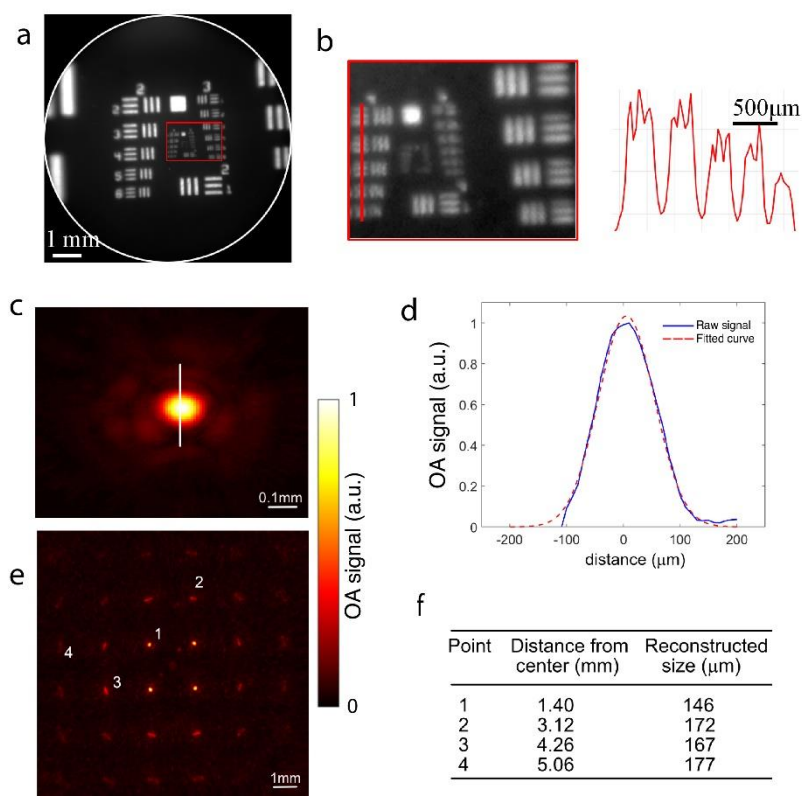 a
2
3
2
3
4
5
6
2
1
1 mm
b
500μm
c
0.1mm
1
OA signal (a.u.)
0
d
Raw signal
Fitted curve
OA signal (a.u.)
1
0.8
0.6
0.4
0.2
0
-200 -100 0 100 200
distance (μm)
e
2
1
4
3
1mm
f
Point Distance from center (mm) Reconstructed size (μm)
1 1.40 146
2 3.12 172
3 4.26 167
4 5.06 177